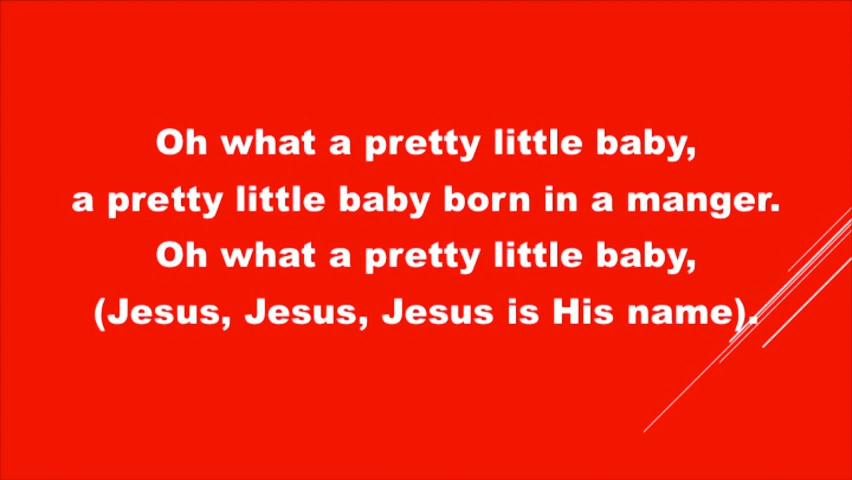 Oh what a pretty little baby,
a pretty little baby born in a manger.
Oh what a pretty little baby,
(Jesus, Jesus, Jesus is His name).